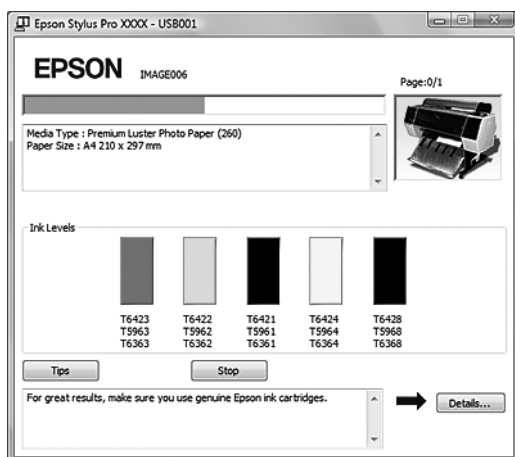 Epson Stylus Pro XXXX - USB001
EPSON IMAGE006
Page:0/1
Media Type : Premium Luster Photo Paper (260)
Paper Size : A4 210 x 297 mm
Ink Levels
T6423 T6422 T6421 T6424 T6428
T5963 T5962 T5961 T5964 T5968
T6363 T6362 T6361 T6364 T6368
Tips Stop
For great results, make sure you use genuine Epson ink cartridges.
Details...